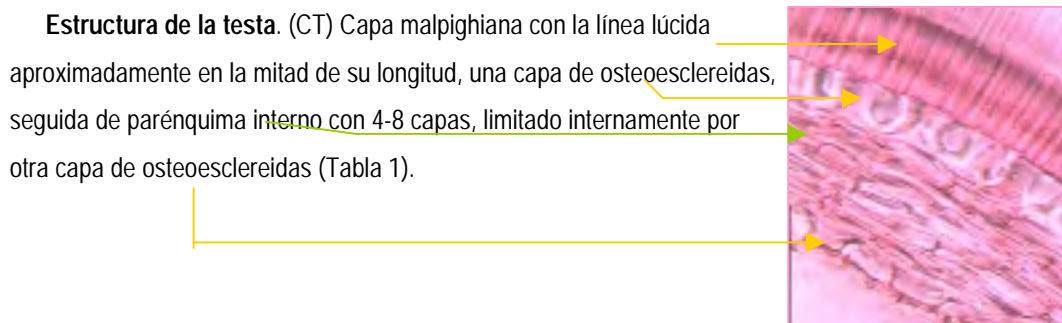 Estructura de la testa. (CT) Capa malpighiana con la línea lúcida
aproximadamente en la mitad de su longitud, una capa de osteoesclereidas,
seguida de parénquima interno con 4-8 capas, limitado internamente por
otra capa de osteoesclereidas (Tabla 1).